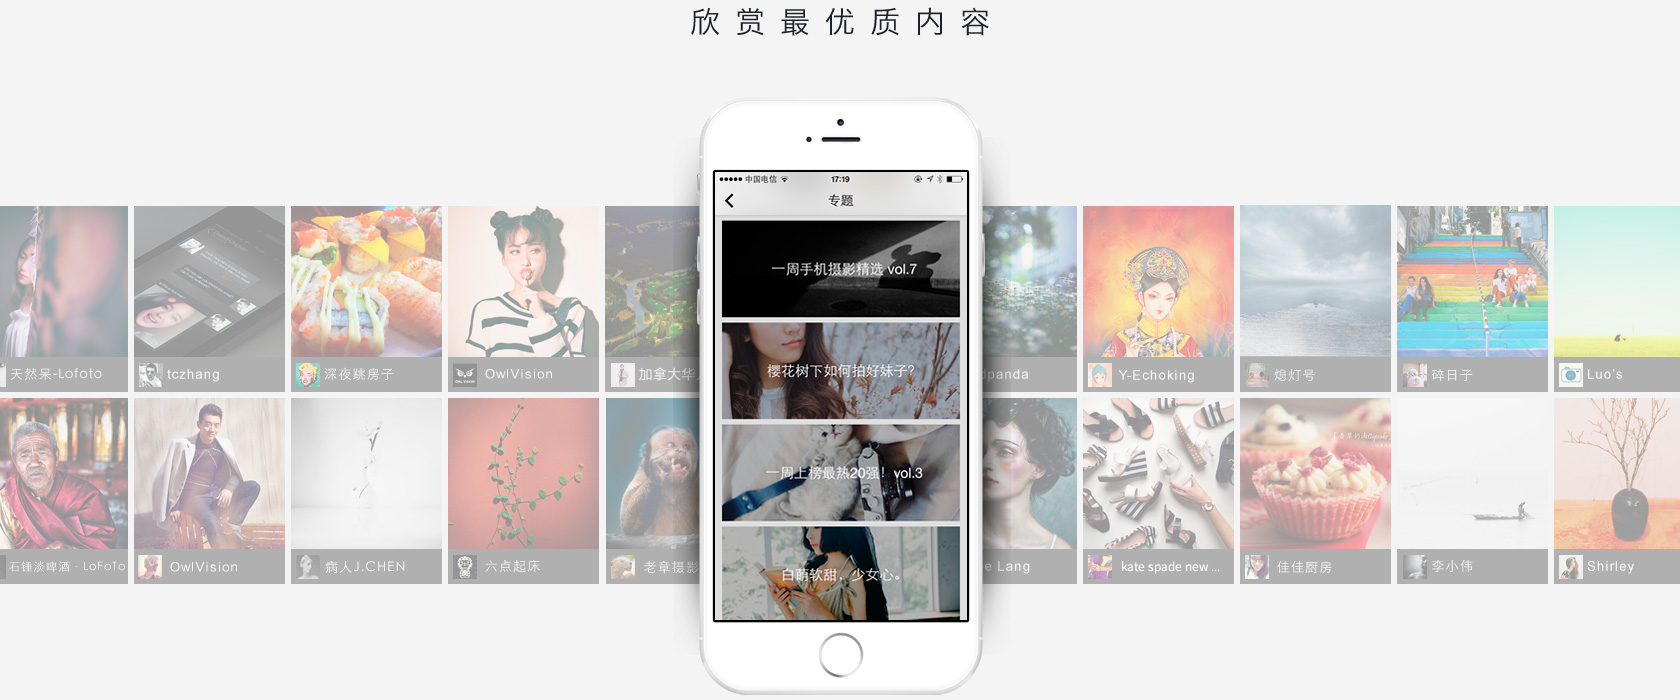 欣赏最优质内容
中国电信
17:19
专题
一周手机摄影精选 vol.7
樱花树下如何拍好妹子?
一周上榜最热20强！vol.3
白萌软甜，少女心。
天然呆-Lofoto
tczhang
深夜跳房子
OwlVision
加拿大华
dpanda
Y-Echoking
炮灯号
碎日子
Luo's
石锤淡啤酒 · LoFoTo
OwlVision
病人J.CHEN
六点起床
老章摄影
e Lang
kate spade new ...
佳佳厨房
李小伟
Shirley